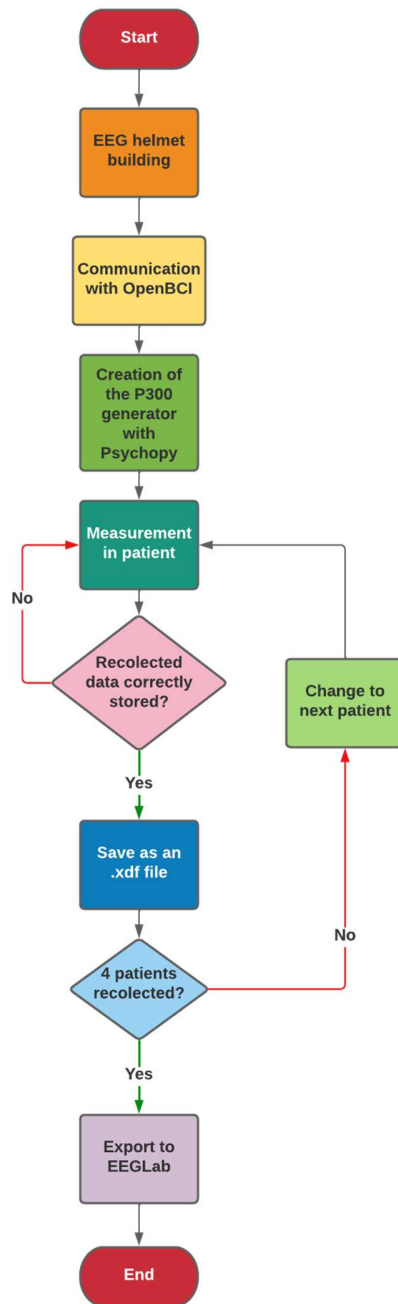 Start
EEG helmet
building
Communication
with OpenBCI
Creation of
the P300
generator
with
Psychopy
Measurement
in patient
No
Recolected
data correctly
stored?
Change to
next patient
Yes
Save as an
.xdf file
No
4 patients
recolected?
Yes
Export to
EEGLab
End